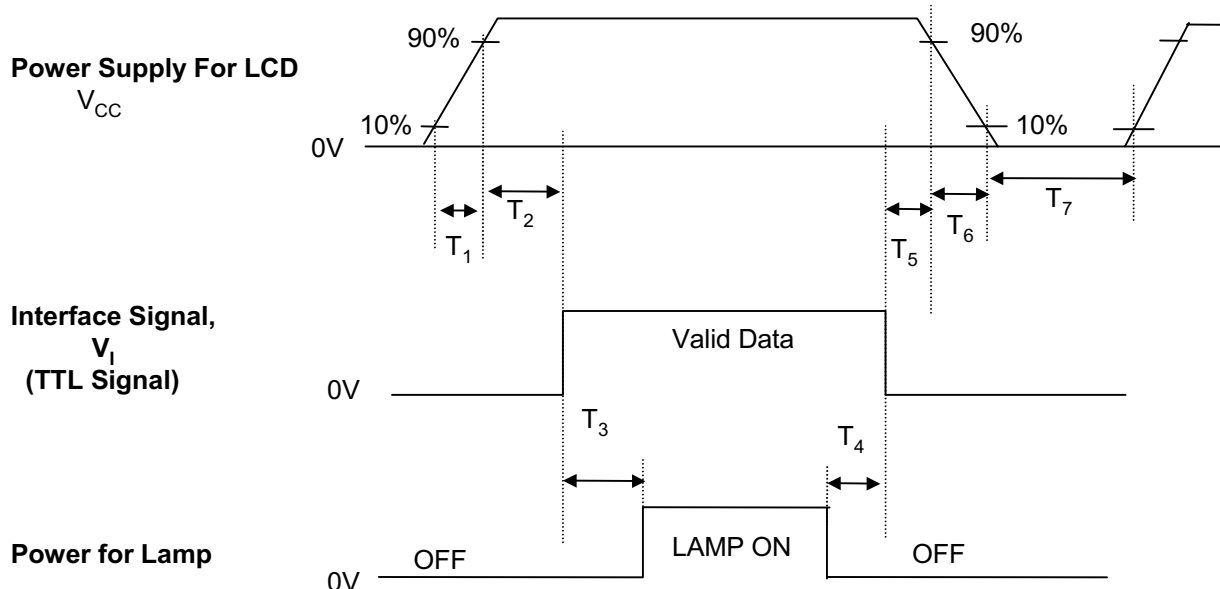 90%
90%
Power Supply For LCD
V_CC
10%
10%
0V
T_1
T_2
T_5
T_6
T_7
Interface Signal,
V_I
(TTL Signal)
Valid Data
0V
T_3
T_4
Power for Lamp
OFF
LAMP ON
OFF
0V